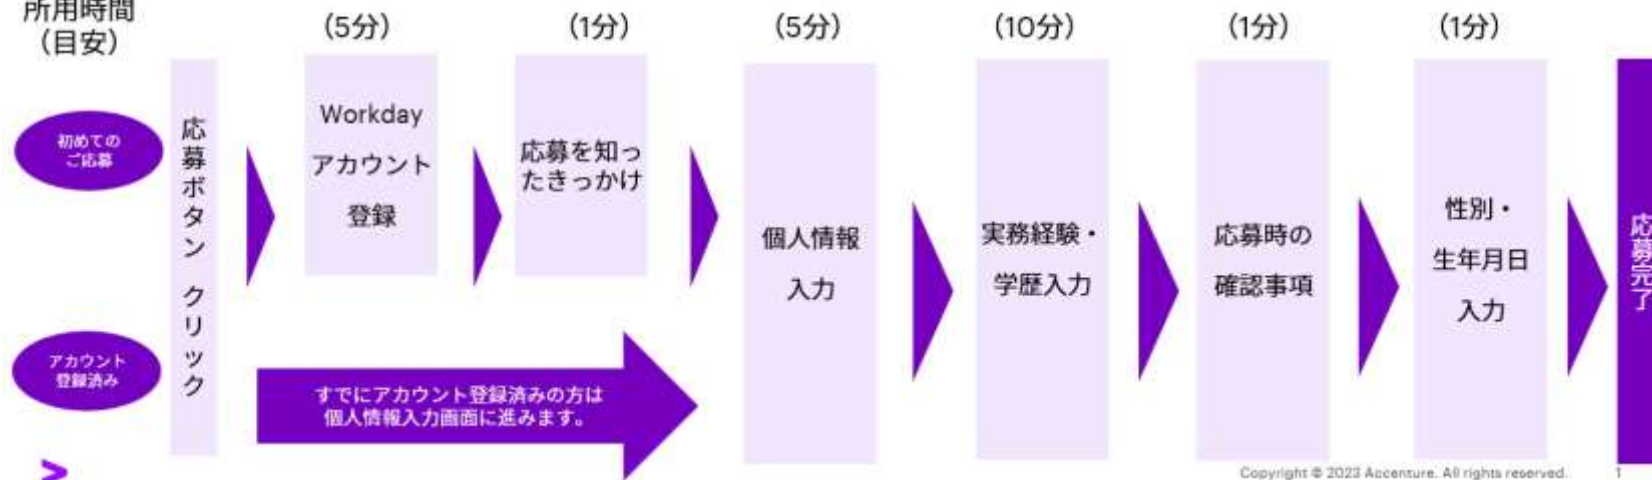 所用時間
（目安）
（5分）
（1分）
（5分）
（10分）
（1分）
（1分）
初めての
ご応募
アカウント
登録済み
応募ボタン クリック
Workday
アカウント
登録
応募を知っ
たきっかけ
すでにアカウント登録済みの方は
個人情報入力画面に進みます。
個人情報
入力
実務経験・
学歴入力
応募時の
確認事項
性別・
生年月日
入力
応募完了
Copyright © 2023 Accenture. All rights reserved.
1